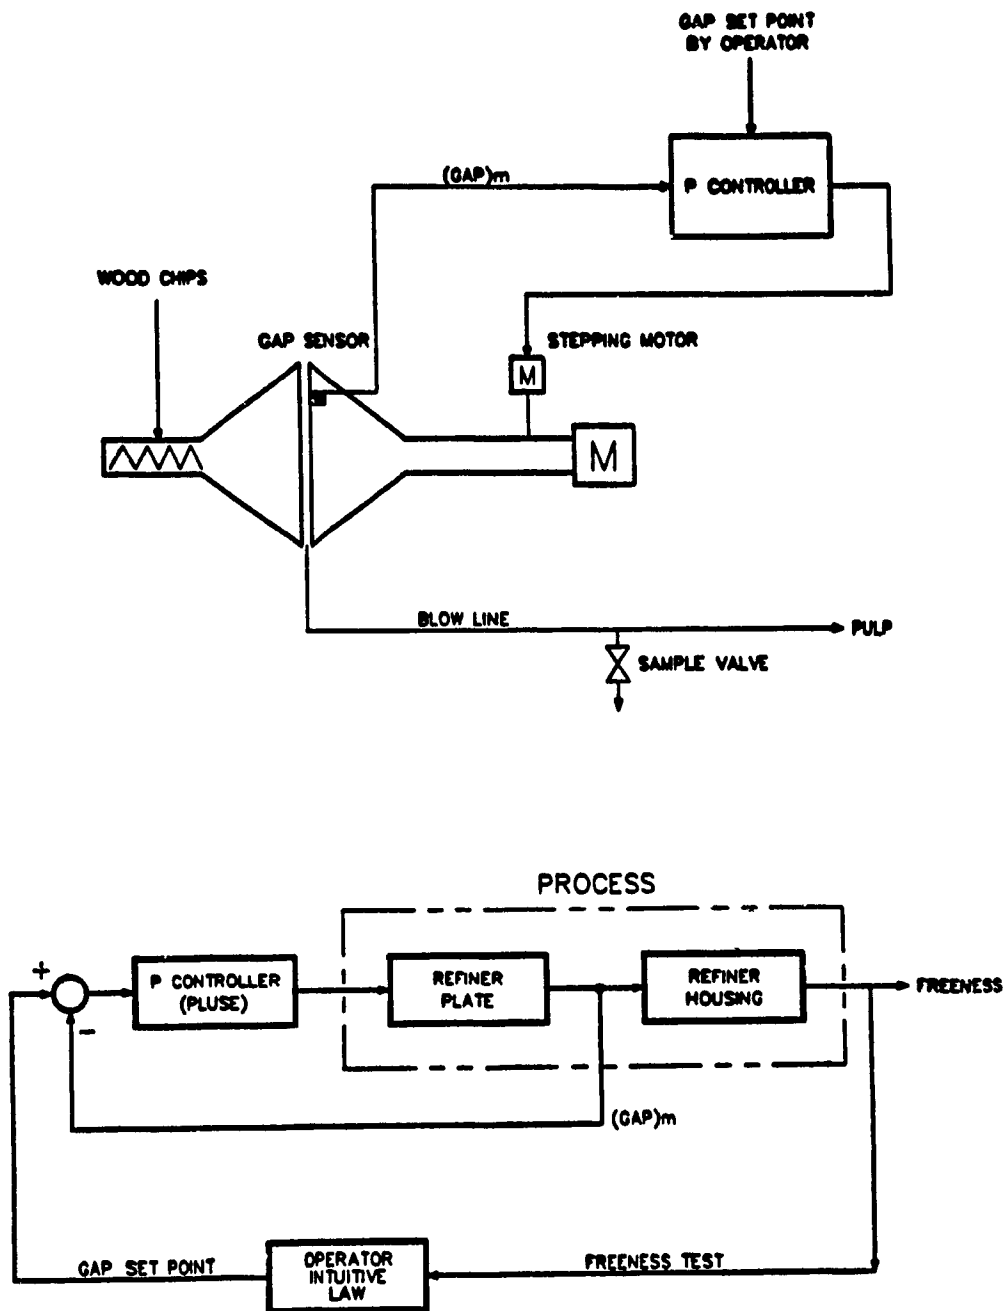 GAP SET POINT
BY OPERATOR
(GAP)m
P CONTROLLER
WOOD CHIPS
GAP SENSOR
STEPPING MOTOR
M
M
BLOW LINE
PULP
SAMPLE VALVE
PROCESS
+
P CONTROLLER
(PLUSE)
REFINER
PLATE
REFINER
HOUSING
FREENESS
-
(GAP)m
GAP SET POINT
OPERATOR
INTUITIVE
LAW
FREENESS TEST